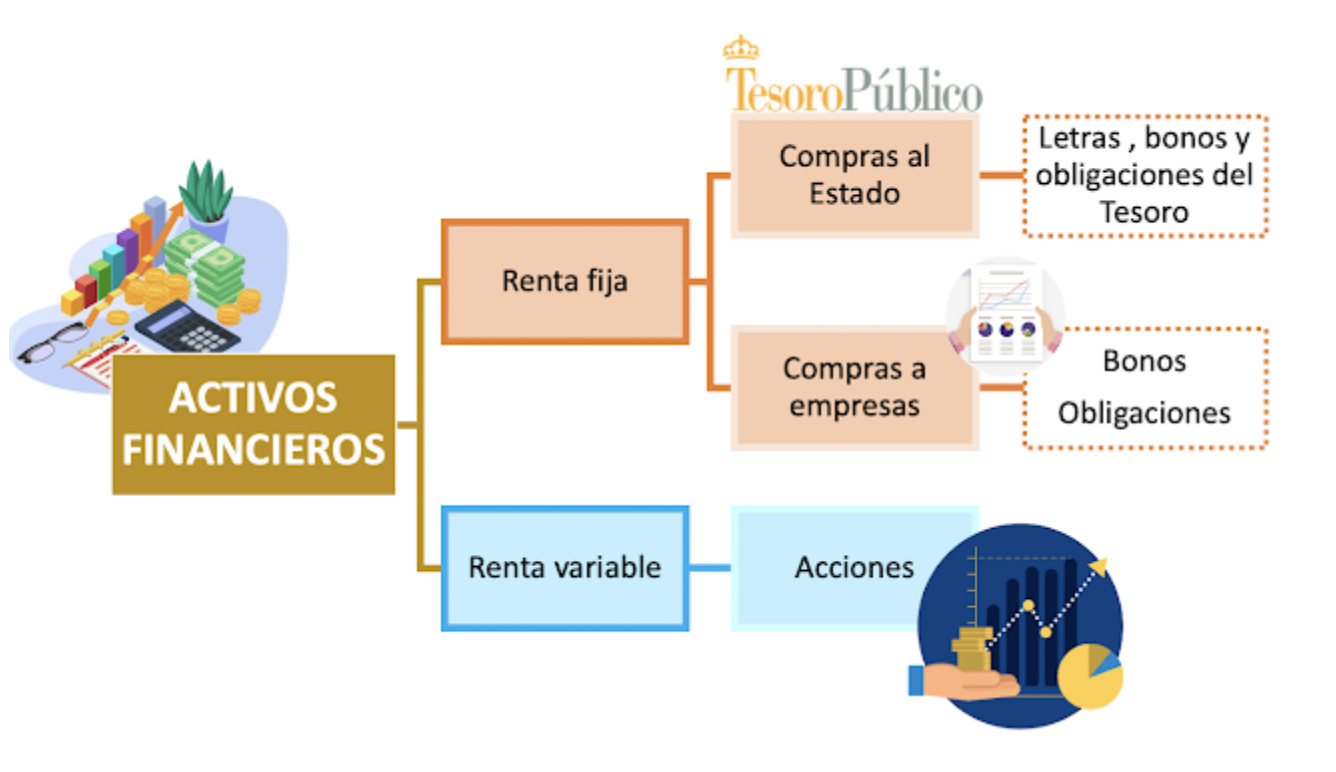 TesoroPúblico
Compras al
Estado
Letras , bonos y
obligaciones del
Tesoro
Renta fija
Compras a
empresas
Bonos
Obligaciones
ACTIVOS
FINANCIEROS
Renta variable
Acciones